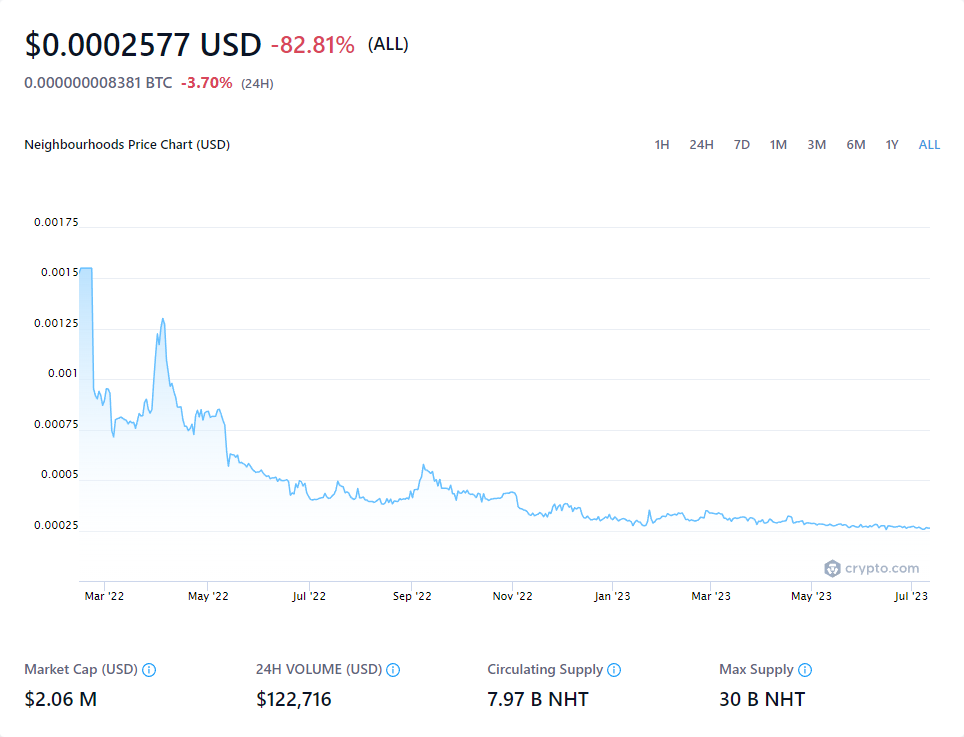 $0.0002577 USD -82.81% (ALL)
0.000000008381 BTC -3.70% (24H)
Neighbourhoods Price Chart (USD) 1H 24H 7D 1M 3M 6M 1Y ALL
0.00175
0.0015
0.00125
0.001
0.00075
0.0005
0.00025
crypto.com
Mar '22 May '22 Jul '22 Sep '22 Nov '22 Jan '23 Mar '23 May '23 Jul '23
Market Cap (USD) 24H VOLUME (USD) Circulating Supply Max Supply
$2.06 M $122,716 7.97 B NHT 30 B NHT